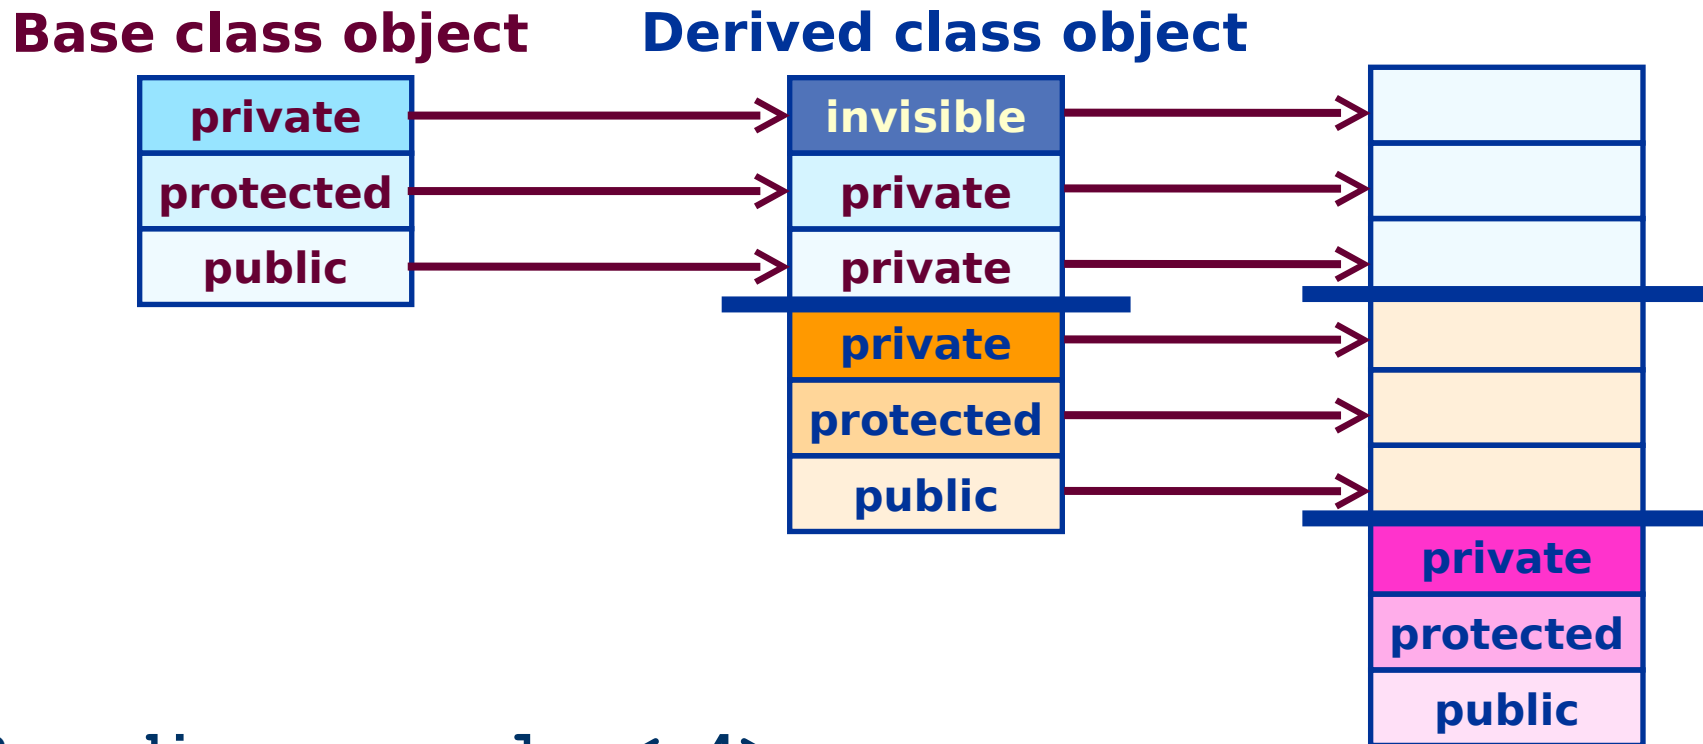 Base class object
Derived class object
private
protected
public
invisible
private
private
private
protected
public
private
protected
public